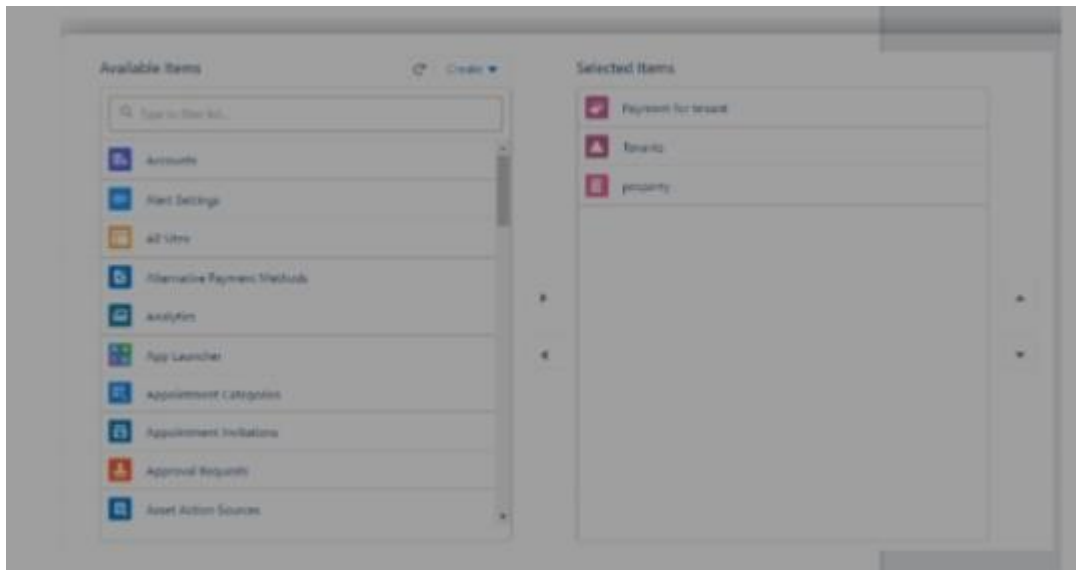 Available Items
Create
Selected Items
Type to filter list...
Accounts
Alert Settings
All Sites
Alternative Payment Methods
Analytics
App Launcher
Appointment Categories
Appointment Invitations
Approval Requests
Asset Action Sources
Payment for tenant
Tenants
property